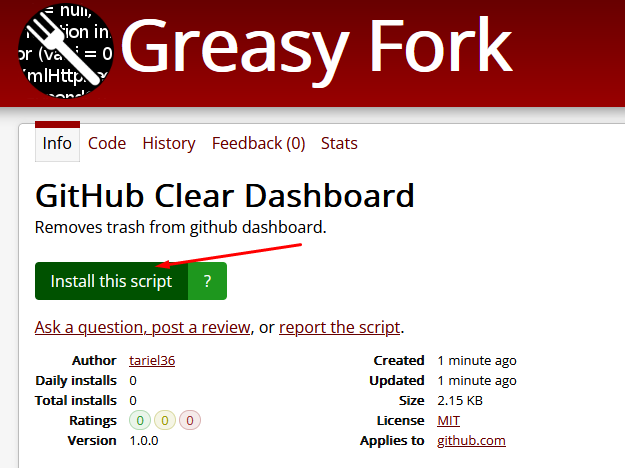 = null,
tion in
or (va i = 0
XmlHttp
Greasy Fork
Info Code History Feedback (0) Stats
GitHub Clear Dashboard
Removes trash from github dashboard.
Install this script ?
Ask a question, post a review, or report the script.
Author tariel36 Created 1 minute ago
Daily installs 0 Updated 1 minute ago
Total installs 0 Size 2.15 KB
Ratings 0 0 0 License MIT
Version 1.0.0 Applies to github.com